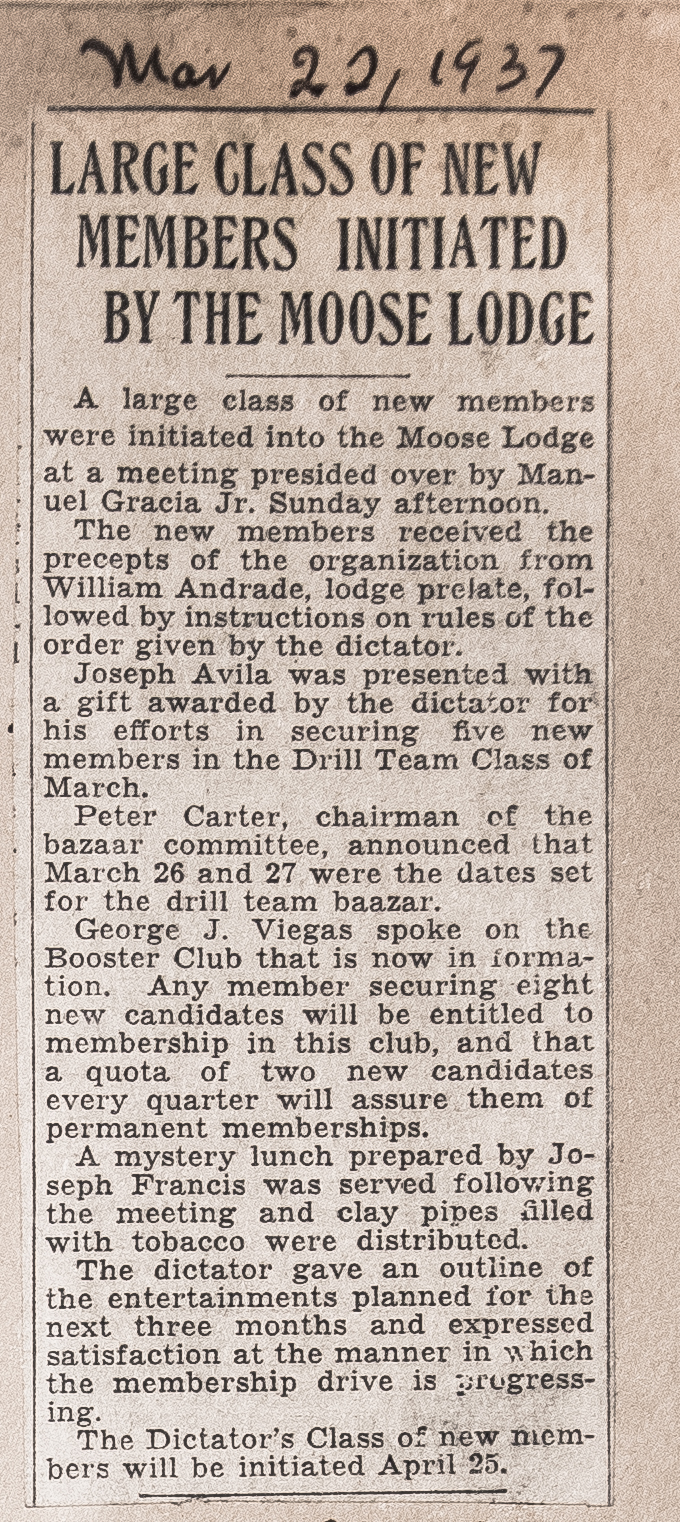 Mar 22, 1937
LARGE CLASS OF NEW
MEMBERS INITIATED
BY THE MOOSE LODGE
A large class of new members
were initiated into the Moose Lodge
at a meeting presided over by Man-
uel Gracia Jr. Sunday afternoon.
The new members received the
precepts of the organization from
William Andrade, lodge prelate, fol-
lowed by instructions on rules of the
order given by the dictator.
Joseph Avila was presented with
a gift awarded by the dictator for
his efforts in securing five new
members in the Drill Team Class of
March.
Peter Carter, chairman of the
bazaar committee, announced that
March 26 and 27 were the dates set
for the drill team baazar.
George J. Viegas spoke on the
Booster Club that is now in forma-
tion. Any member securing eight
new candidates will be entitled to
membership in this club, and that
a quota of two new candidates
every quarter will assure them of
permanent memberships.
A mystery lunch prepared by Jo-
seph Francis was served following
the meeting and clay pipes filled
with tobacco were distributed.
The dictator gave an outline of
the entertainments planned for the
next three months and expressed
satisfaction at the manner in which
the membership drive is progress-
ing.
The Dictator's Class of new mem-
bers will be initiated April 25.